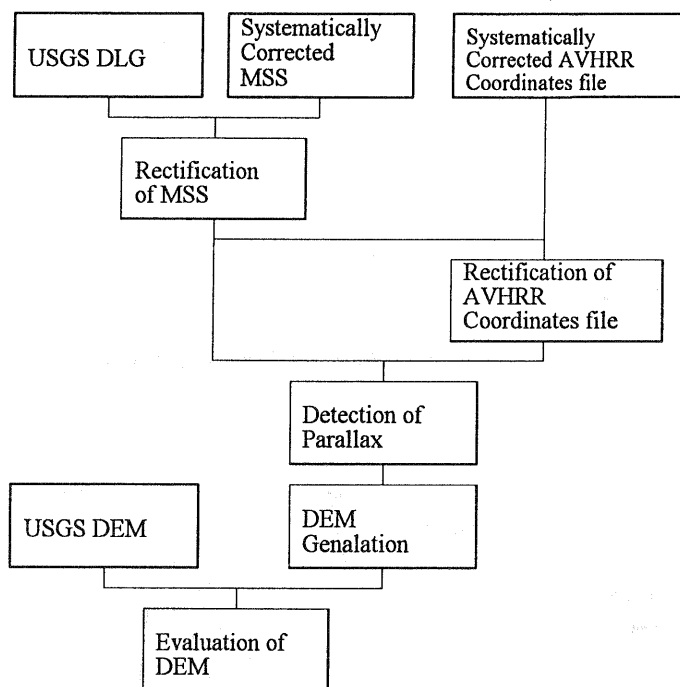 USGS DLG
Systematically
Corrected
MSS
Systematically
Corrected AVHRR
Coordinates file
Rectification
of MSS
Rectification of
AVHRR
Coordinates file
Detection of
Parallax
USGS DEM
DEM
Genalation
Evaluation of
DEM